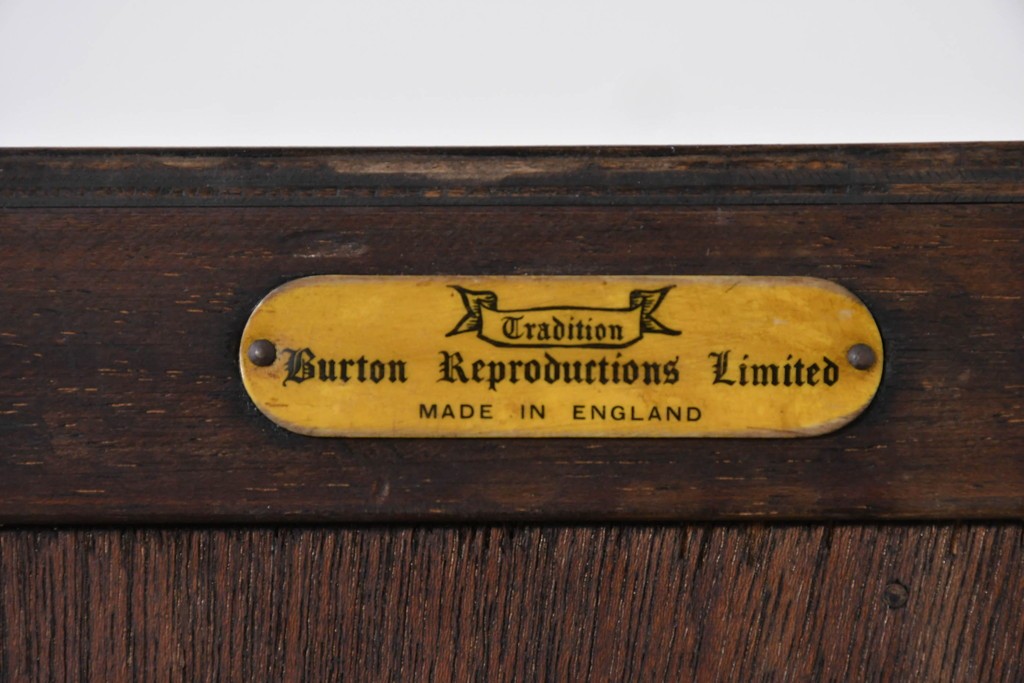 Tradition
Burton Reproductions Limited
MADE IN ENGLAND